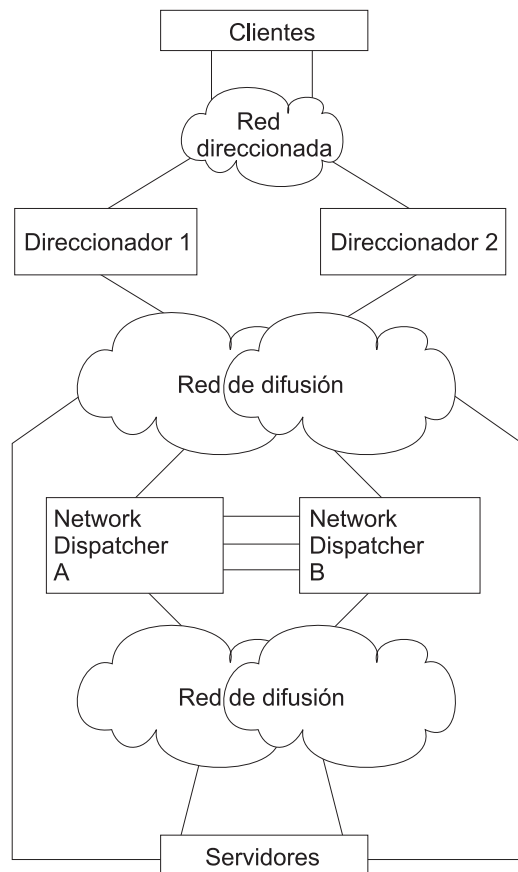 Clientes
Red
direccionada
Direccionador 1
Direccionador 2
Red de difusión
Network
Dispatcher
A
Network
Dispatcher
B
Red de difusión
Servidores